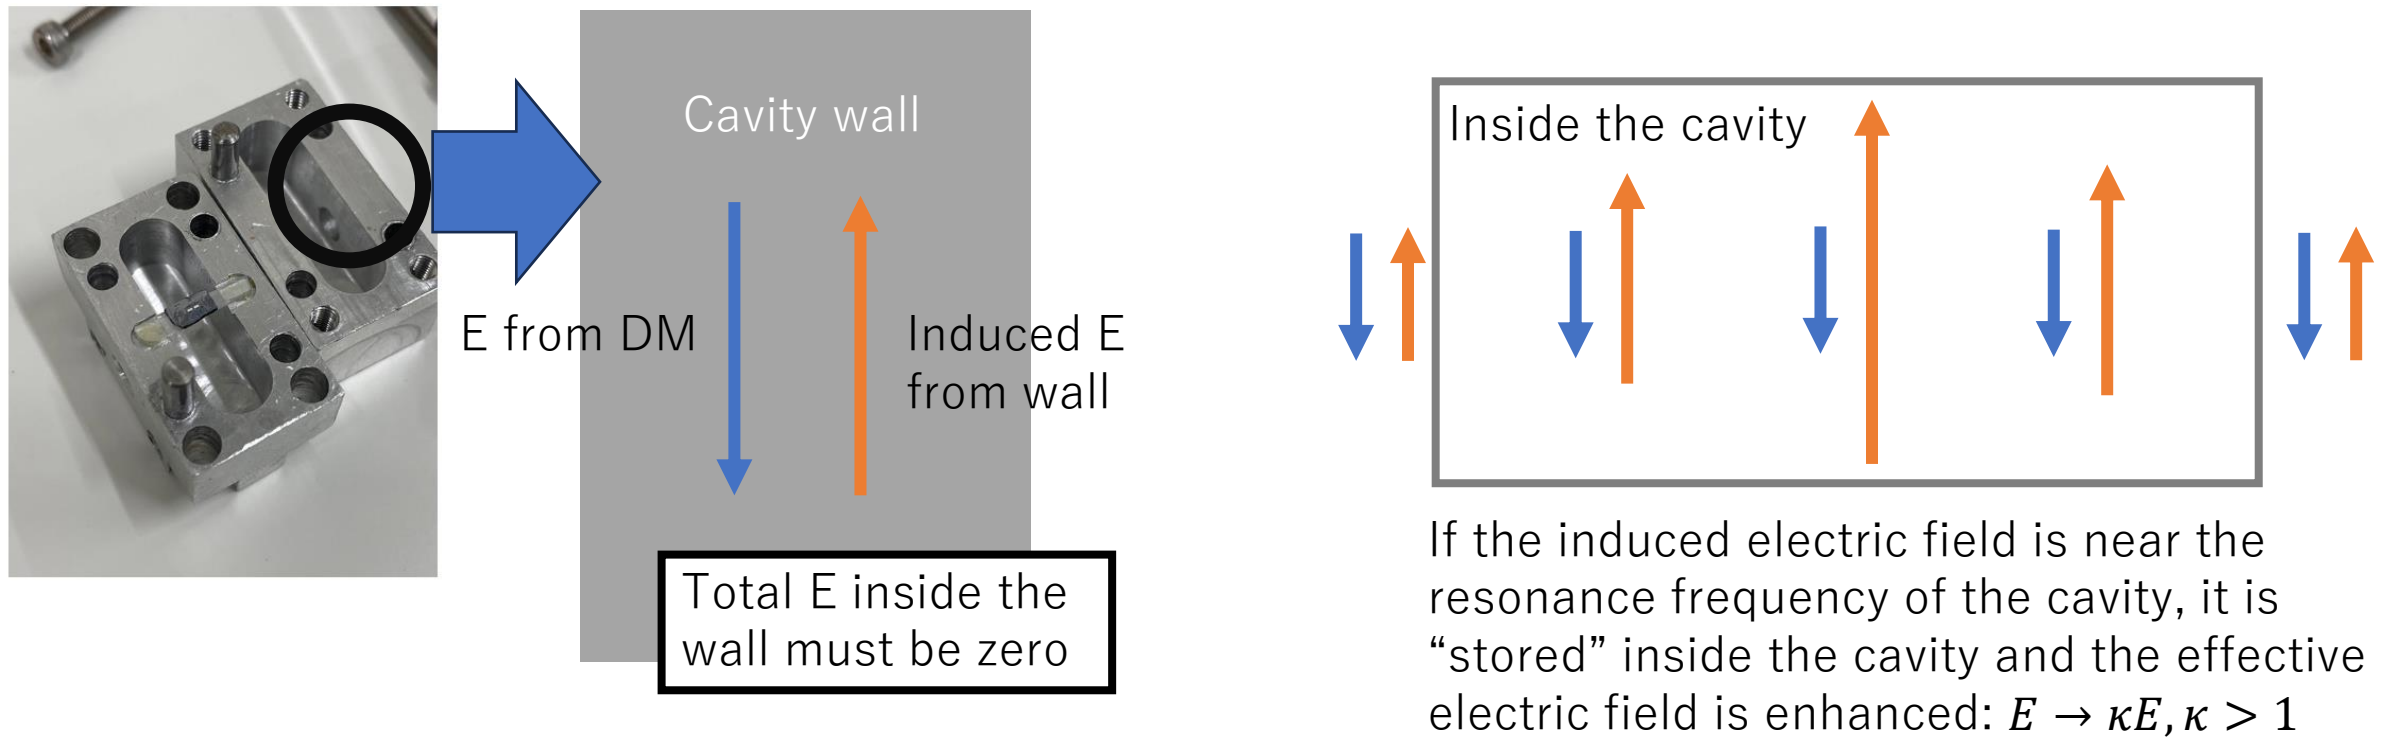 Cavity wall
E from DM
Induced E
from wall
Total E inside the
wall must be zero
Inside the cavity
If the induced electric field is near the
resonance frequency of the cavity, it is
“stored” inside the cavity and the effective
electric field is enhanced: E → κE, κ > 1